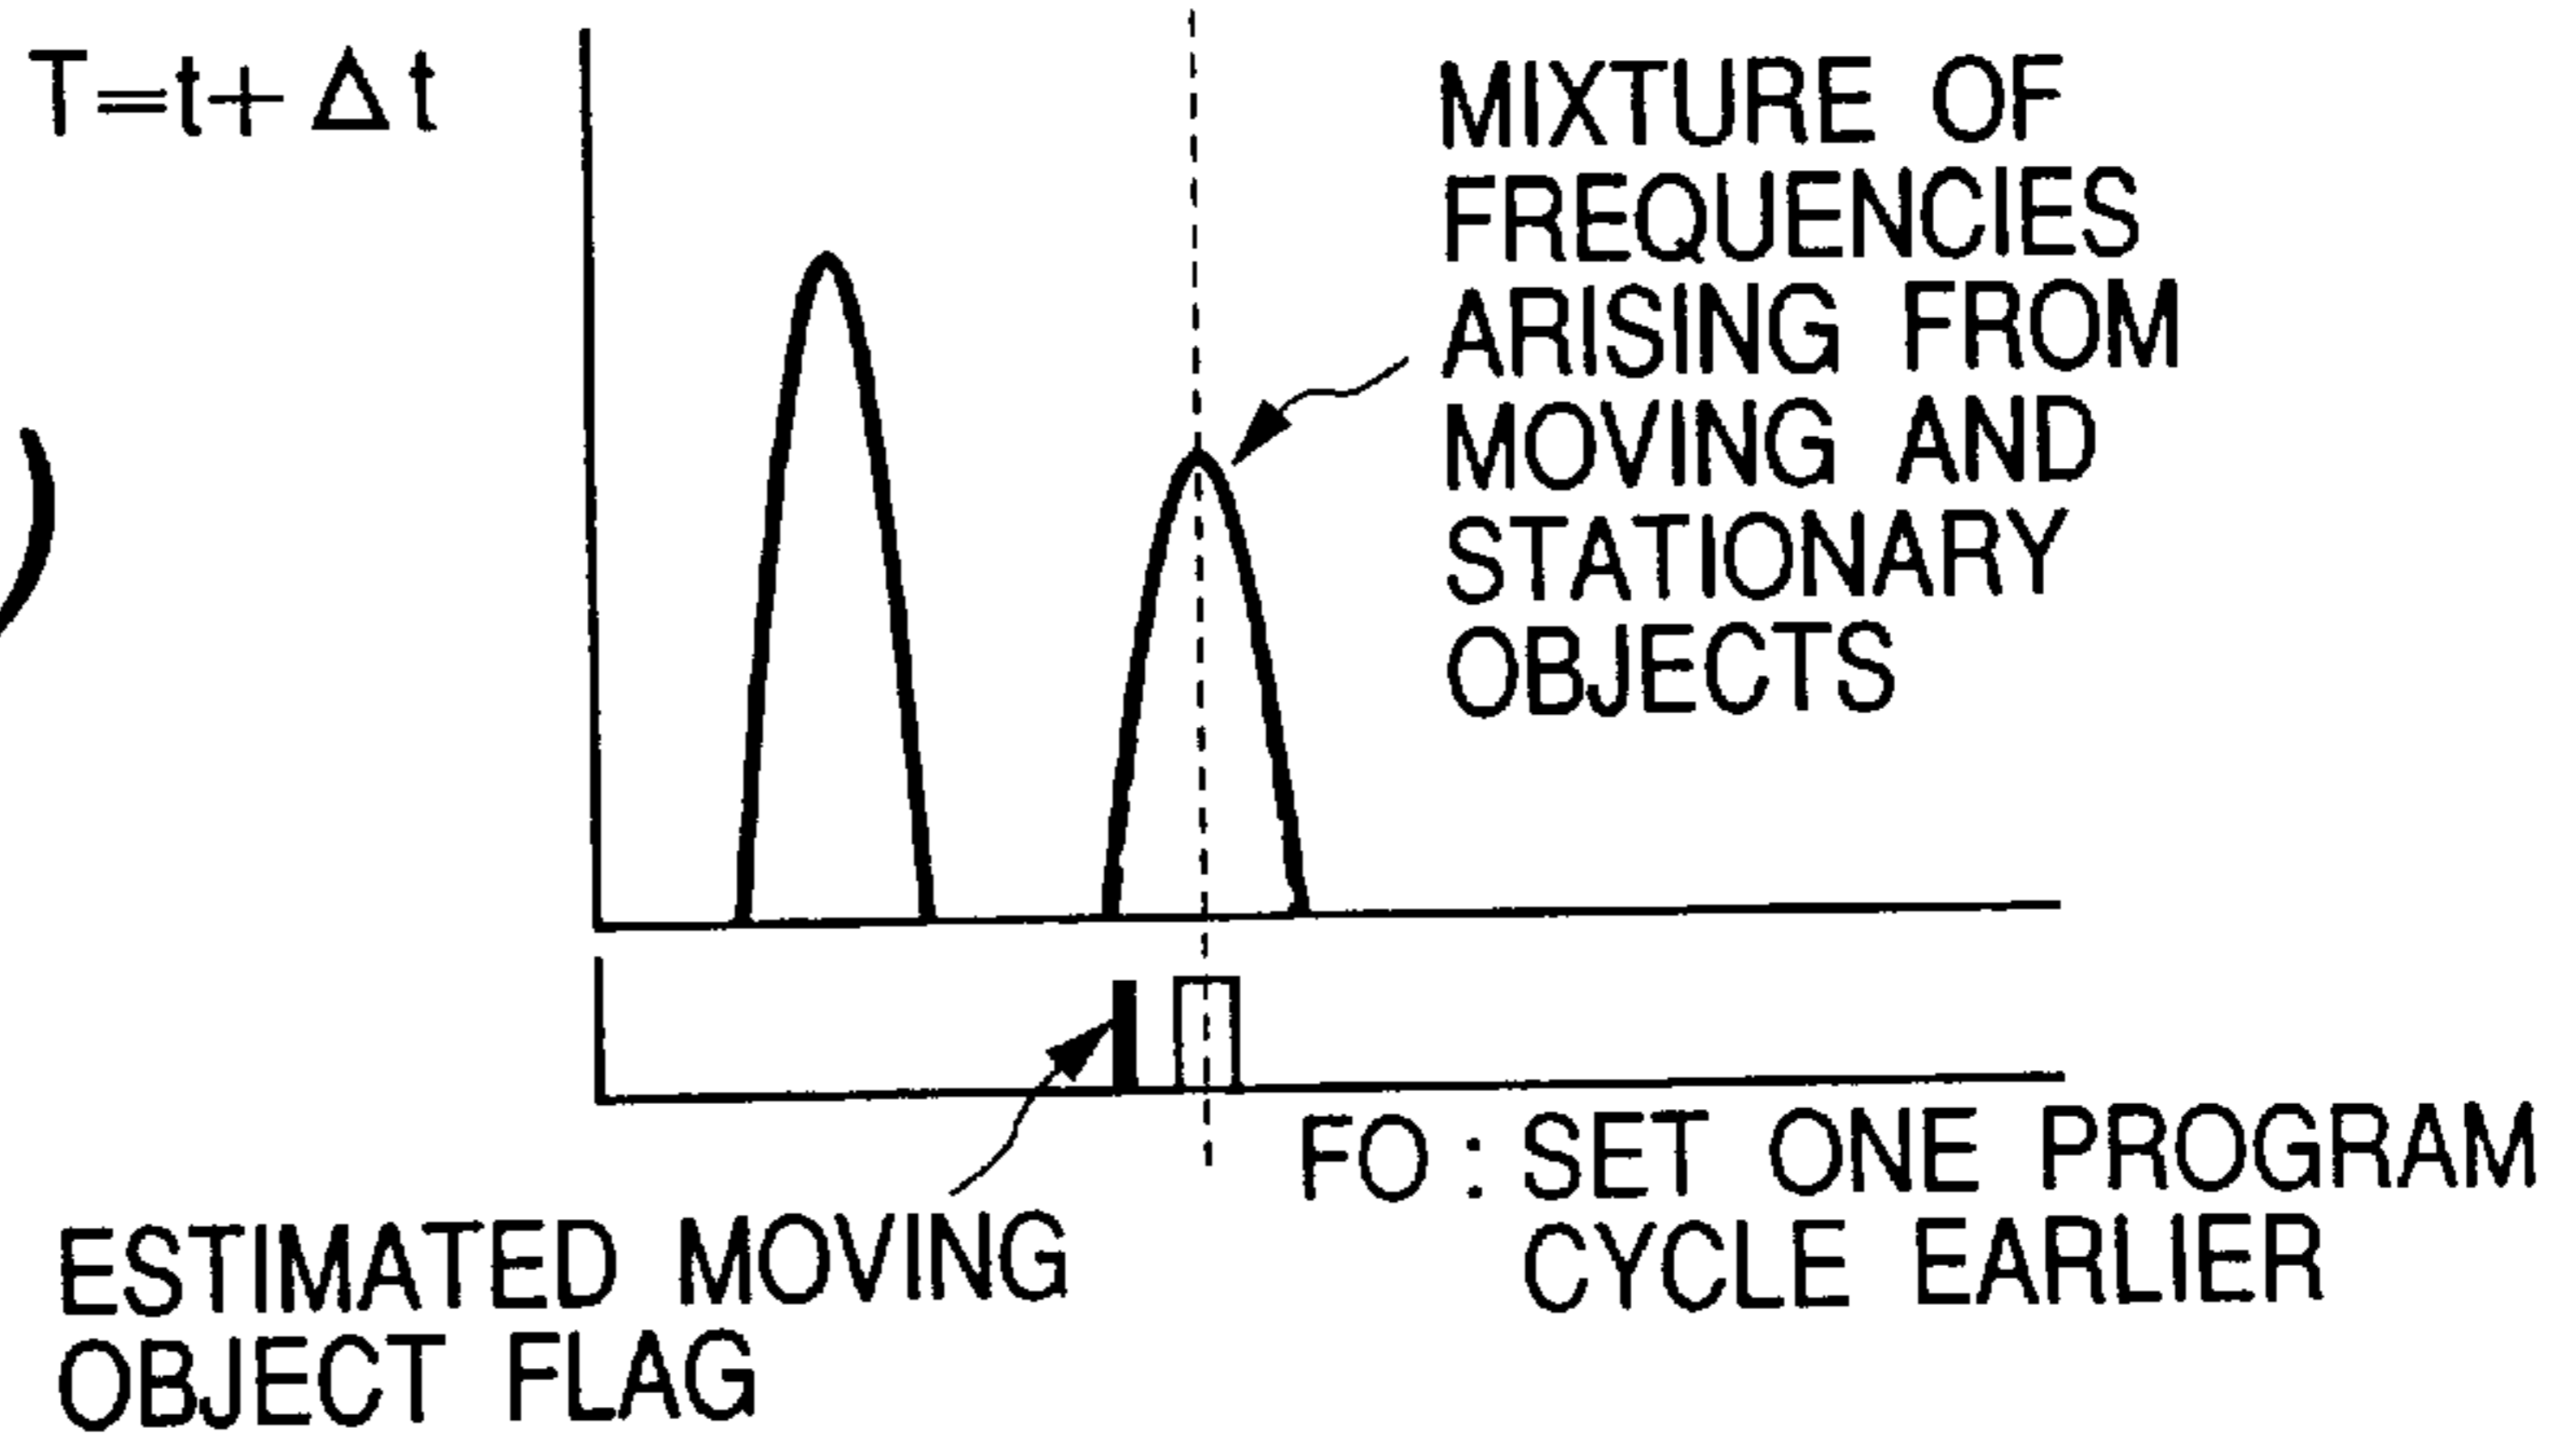 T=t+Δt
MIXTURE OF
FREQUENCIES
ARISING FROM
MOVING AND
STATIONARY
OBJECTS
FO : SET ONE PROGRAM
CYCLE EARLIER
ESTIMATED MOVING
OBJECT FLAG